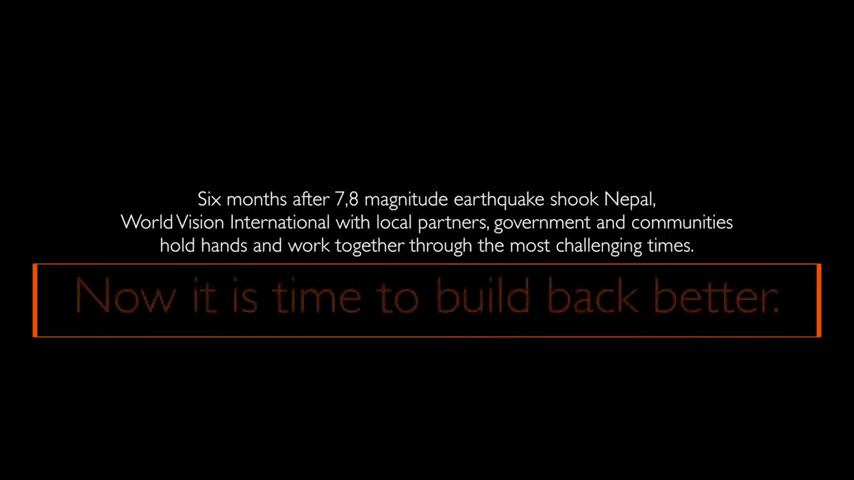 Six months after 7,8 magnitude earthquake shook Nepal,
World Vision International with local partners, government and communities
hold hands and work together through the most challenging times.
Now it is time to build back better.